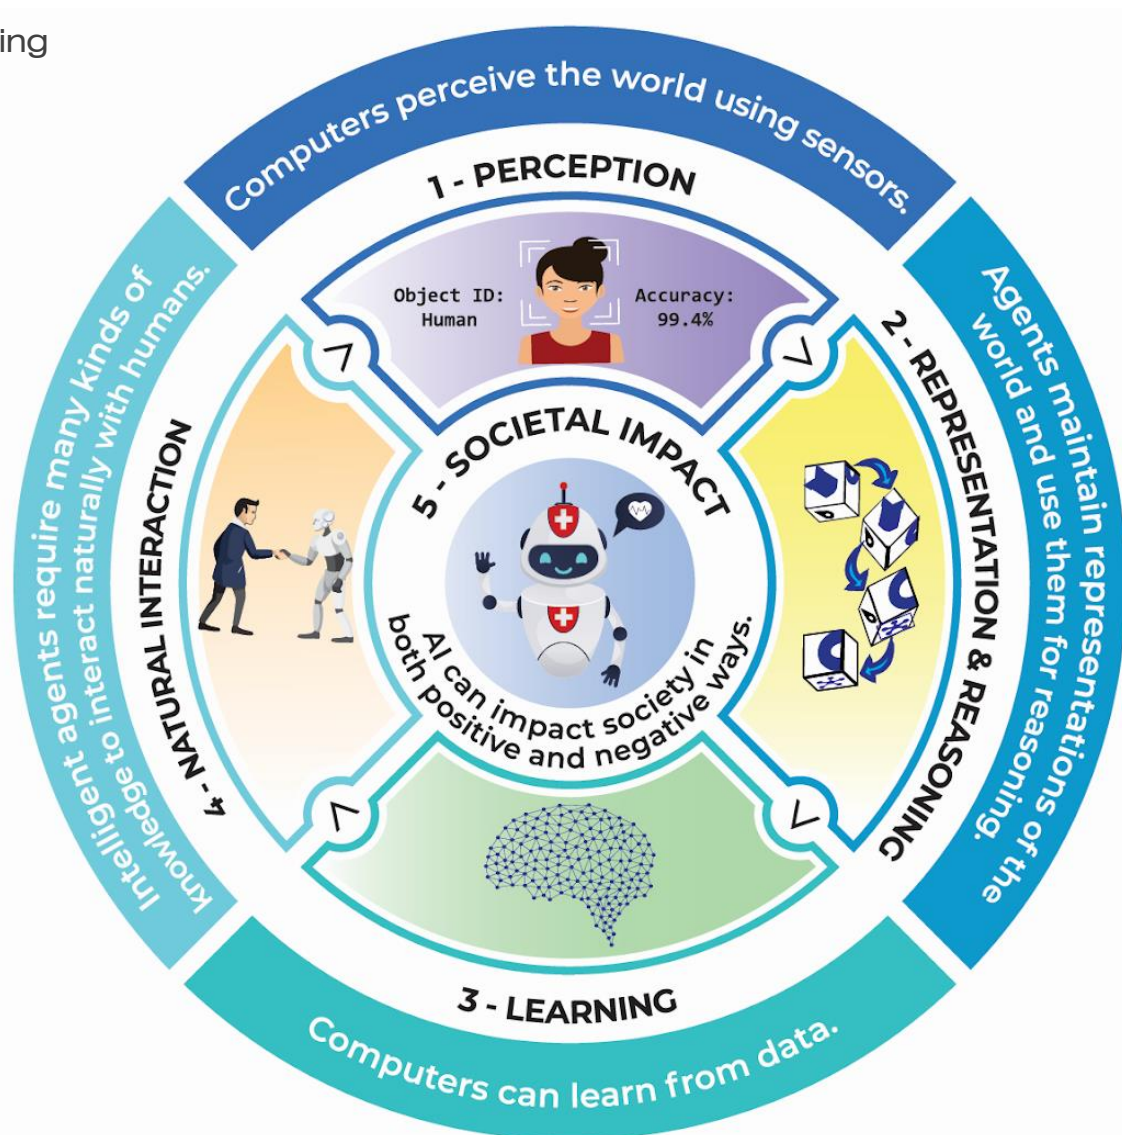 ing
Computers perceive the world using sensors.
1 - PERCEPTION
Object ID:
Human
Accuracy:
99.4%
Agents maintain representations of the
world and use them for reasoning.
2 - REPRESENTATION & REASONING
3 - LEARNING
Computers can learn from data.
Intelligent agents require many kinds of
knowledge to interact naturally with humans.
4 - NATURAL INTERACTION
5 - SOCIETAL IMPACT
AI can impact society in
both positive and negative ways.